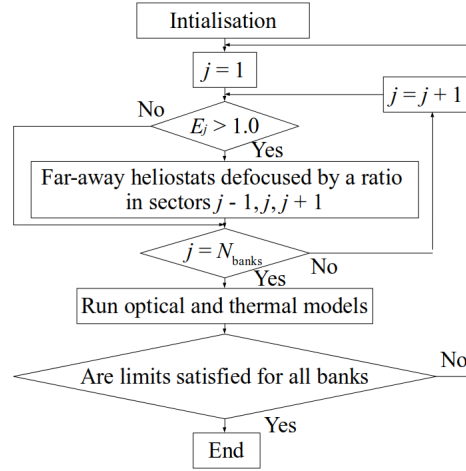 Intialisation
j = 1
j = j + 1
No
Ej > 1.0
Yes
Far-away heliostats defocused by a ratio
in sectors j - 1, j, j + 1
j = Nbanks
No
Yes
Run optical and thermal models
Are limits satisfied for all banks
No
Yes
End